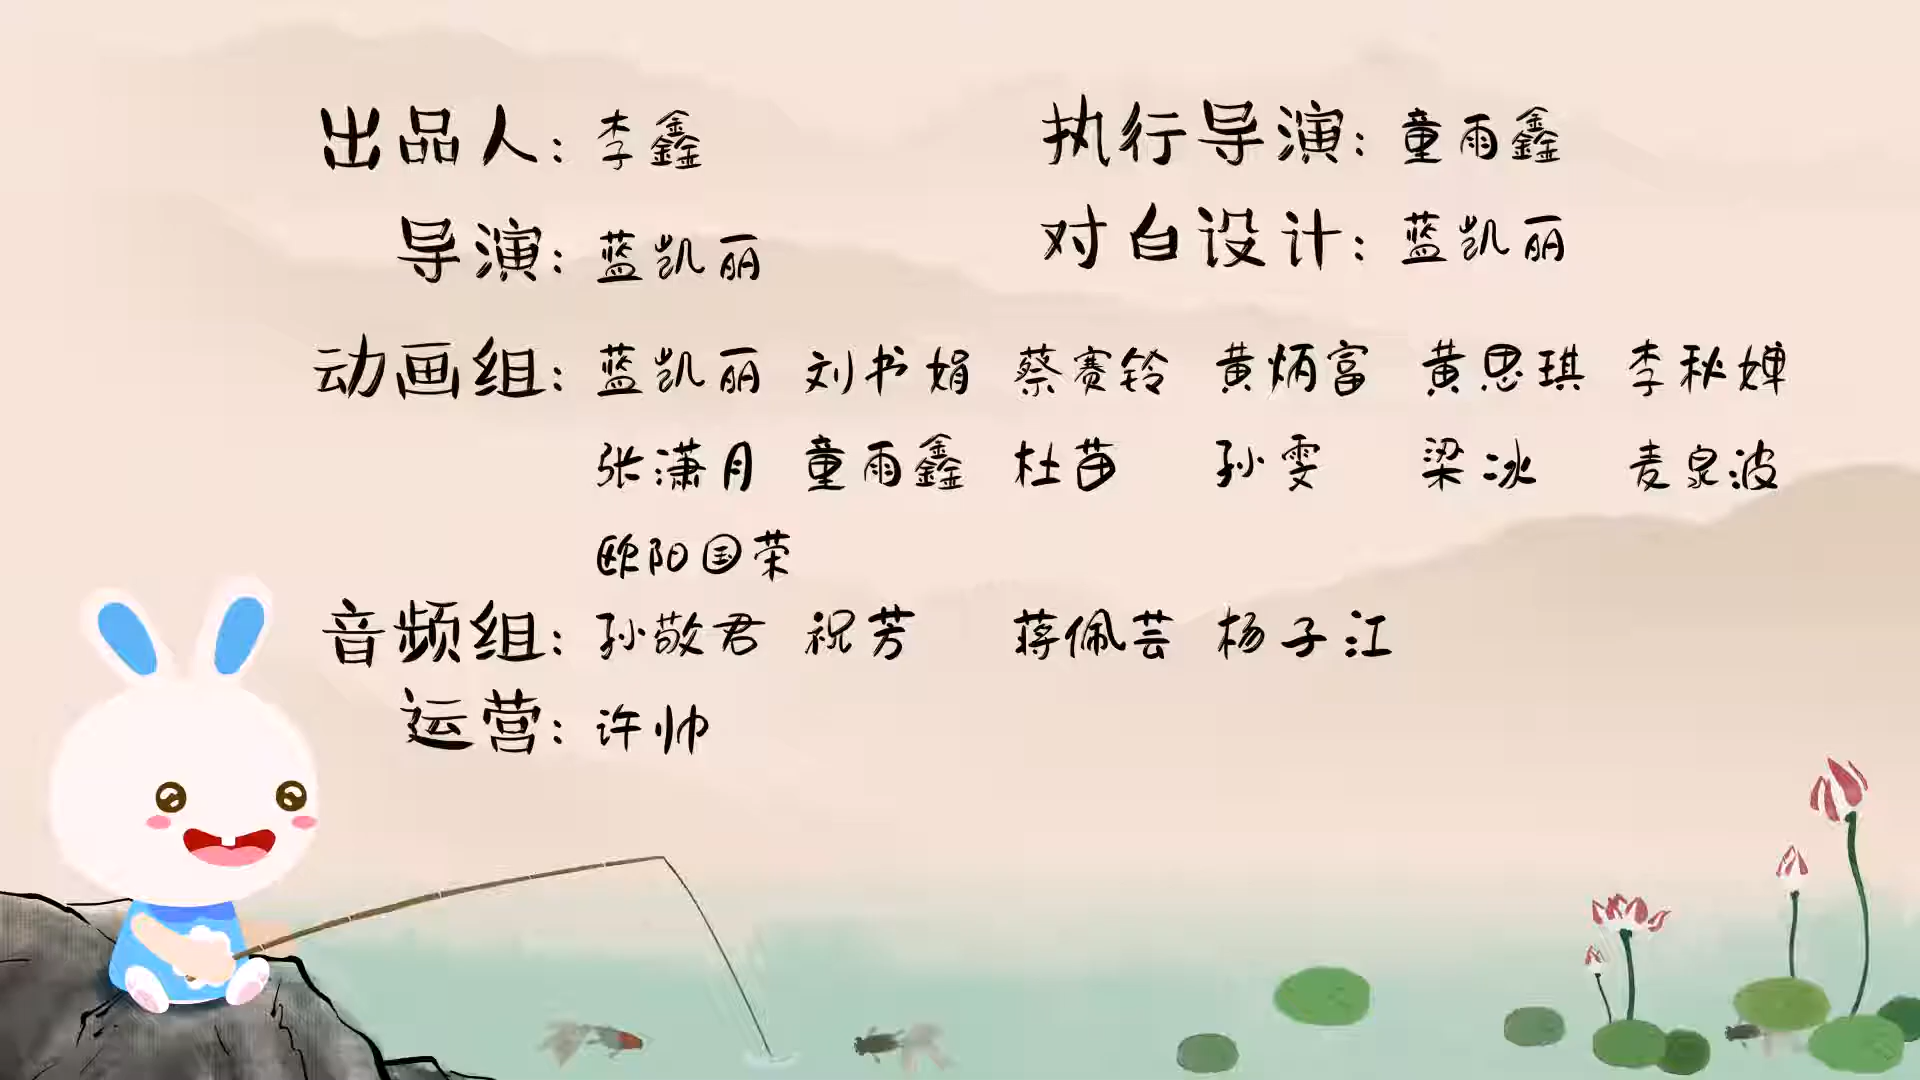 出品人：李鑫 执行导演：童雨鑫
导演：蓝凯丽 对白设计：蓝凯丽
动画组：蓝凯丽 刘书娟 蔡赛铃 黄炳富 黄思琪 李秋婵
张潇月 童雨鑫 杜苗 孙雯 梁冰 麦泉波
欧阳国荣
音频组：孙敬君 祝芳 蒋佩芸 杨子江
运营：许帅